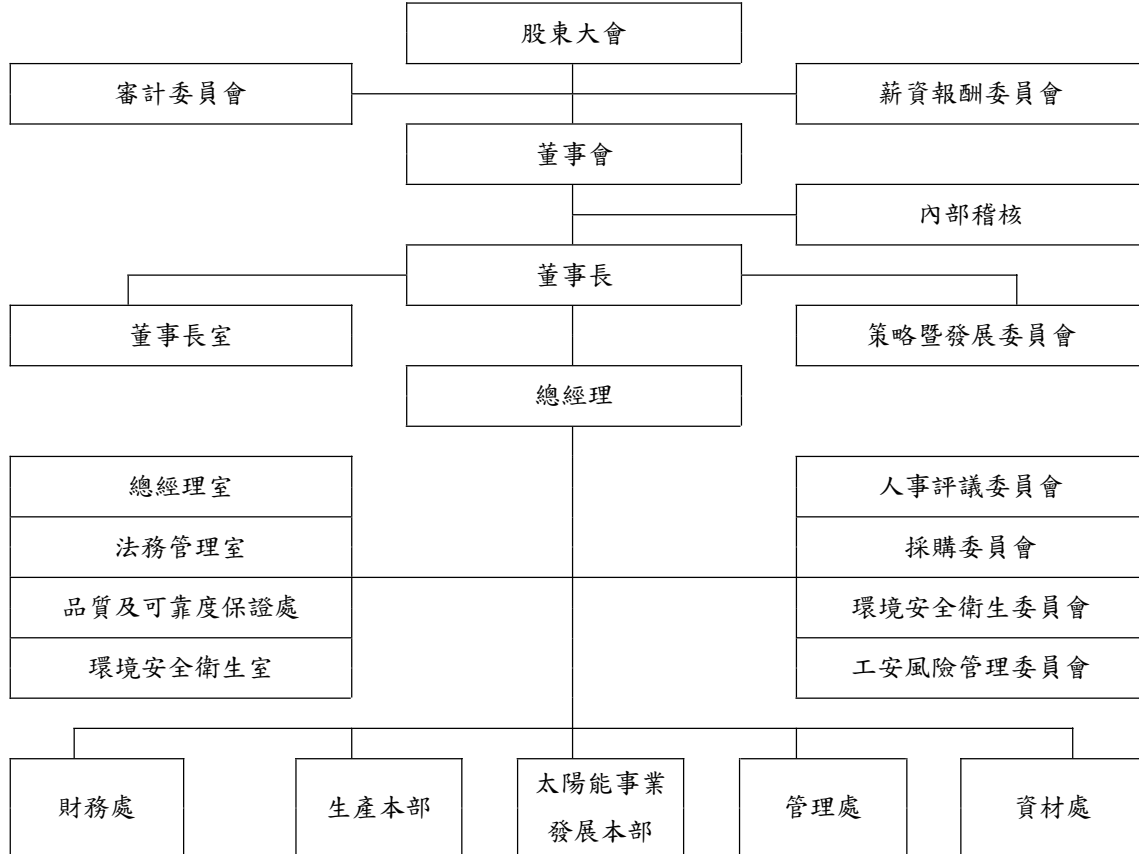 股東大會
審計委員會
薪資報酬委員會
董事會
內部稽核
董事長
董事長室
策略暨發展委員會
總經理
總經理室
人事評議委員會
法務管理室
採購委員會
品質及可靠度保證處
環境安全衛生委員會
環境安全衛生室
工安風險管理委員會
財務處
生產本部
太陽能事業
發展本部
管理處
資材處